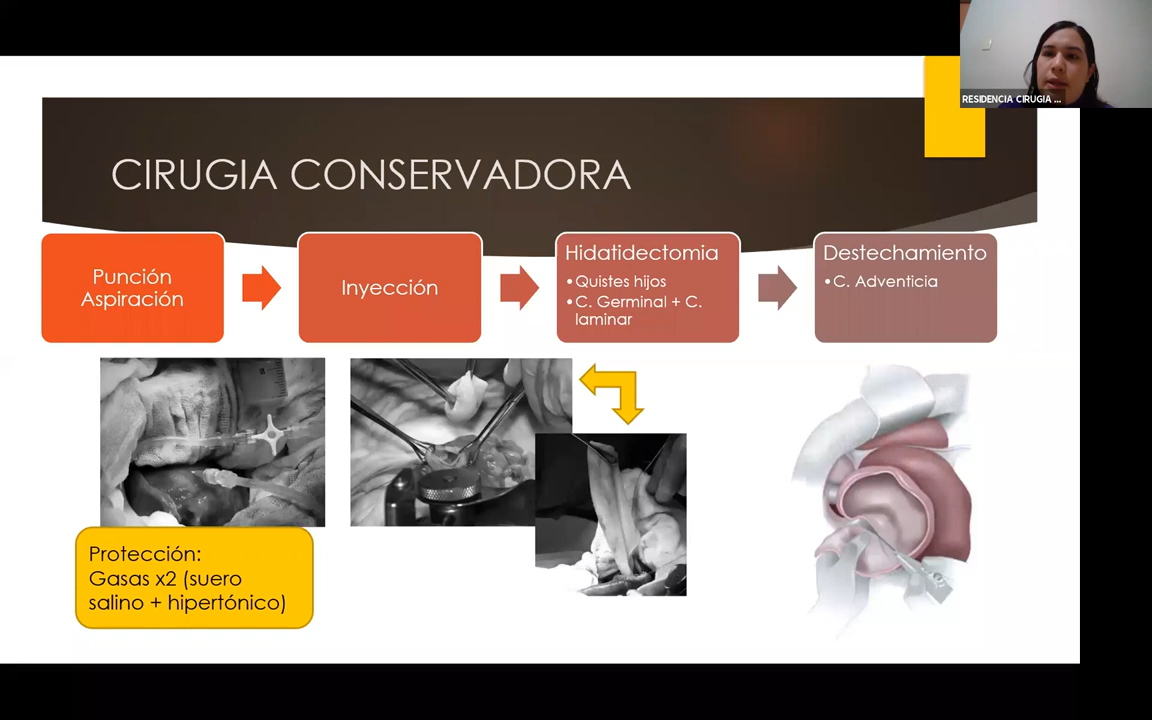 RESIDENCIA CIRUGIA ...
CIRUGIA CONSERVADORA
Punción
Aspiración
Inyección
Hidatidectomia
•Quistes hijos
•C. Germinal + C.
laminar
Destechamiento
•C. Adventicia
Protección:
Gasas x2 (suero
salino + hipertónico)